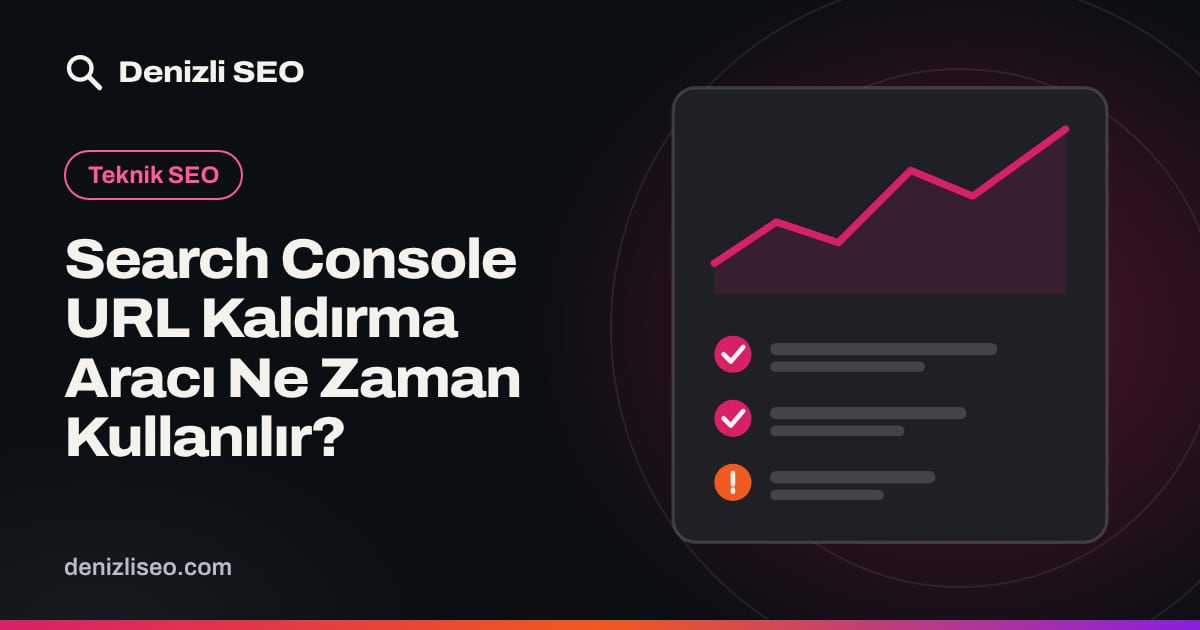 Denizli SEO
Teknik SEO
Search Console
URL Kaldırma
Aracı Ne Zaman
Kullanılır?
denizliseo.com